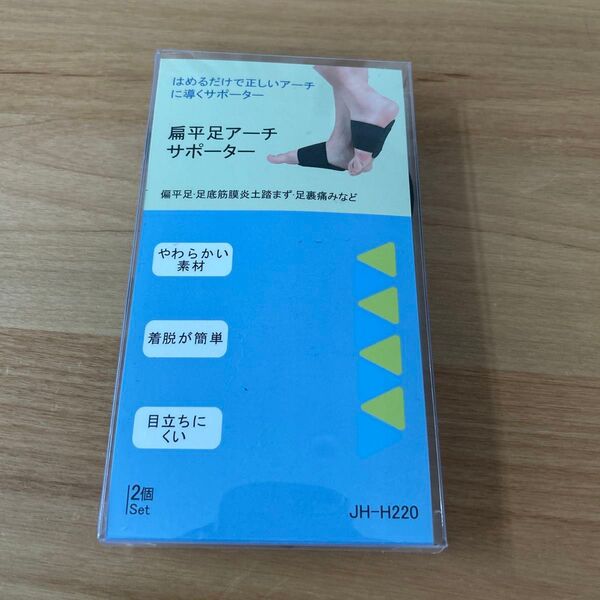 はめるだけで正しいアーチ
に導くサポーター
扁平足アーチ
サポーター
偏平足·足底筋膜炎土踏まず·足裏痛みなど
やわらかい
素材
着脱が簡単
目立ちに
くい
2個
Set
JH-H220